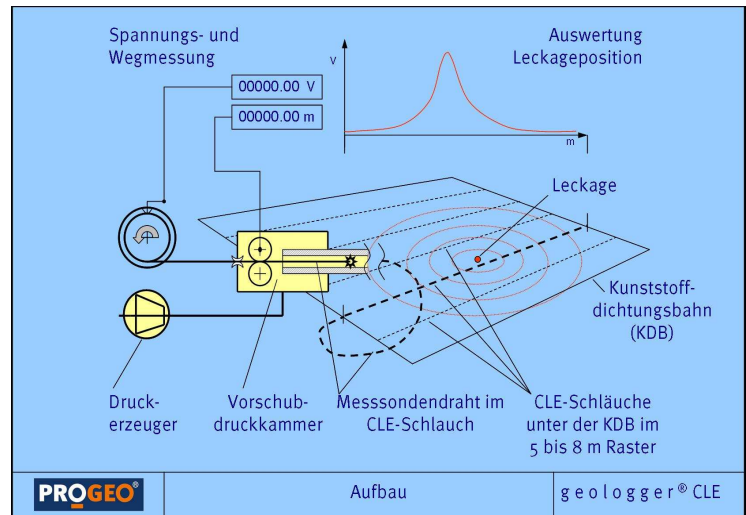 Spannungs- und
Wegmessung
00000.00 V
00000.00 m
Auswertung
Leckageposition
V
m
Leckage
Kunststoff-
dichtungsbahn
(KDB)
Druck-
erzeuger
Vorschub-
druckkammer
Messsondendraht im
CLE-Schlauch
CLE-Schläuche
unter der KDB im
5 bis 8 m Raster
PROGEO®
Aufbau
geologger® CLE